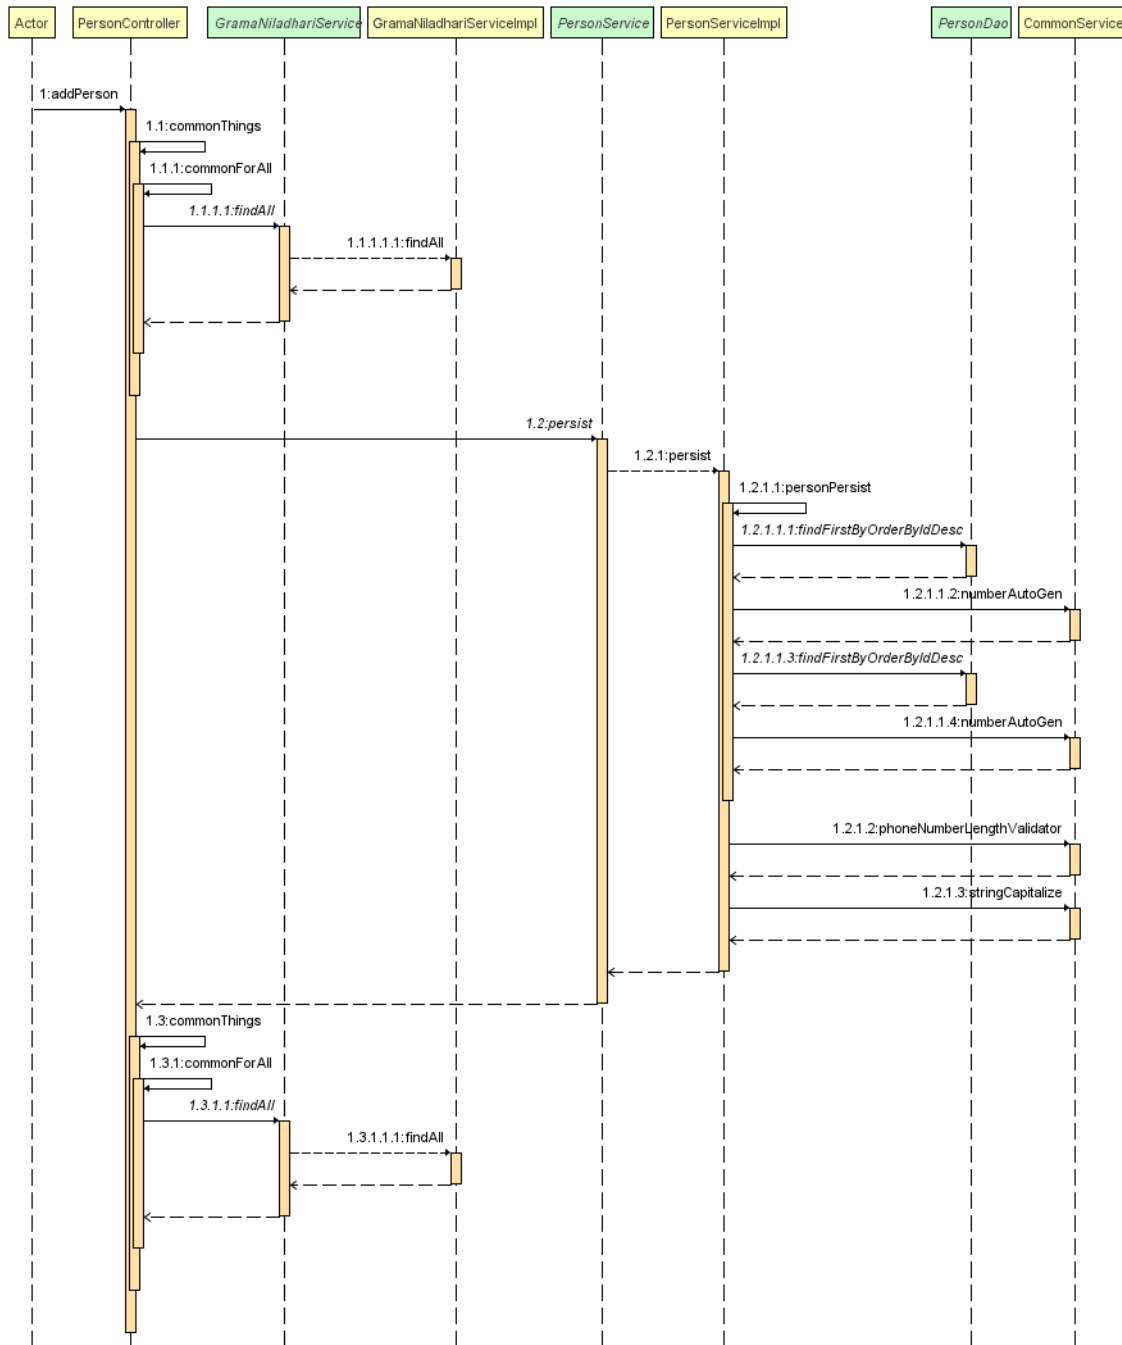 Actor
PersonController
GramaNiladhariService
GramaNiladhariServiceImpl
PersonService
PersonServiceImpl
PersonDao
CommonService
1:addPerson
1.1:commonThings
1.1.1:commonForAll
1.1.1.1:findAll
1.1.1.1.1:findAll
1.2:persist
1.2.1:persist
1.2.1.1:personPersist
1.2.1.1.1:findFirstByOrderByIdDesc
1.2.1.1.2:numberAutoGen
1.2.1.1.3:findFirstByOrderByIdDesc
1.2.1.1.4:numberAutoGen
1.2.1.2:phoneNumberLengthValidator
1.2.1.3:stringCapitalize
1.3:commonThings
1.3.1:commonForAll
1.3.1.1:findAll
1.3.1.1.1:findAll